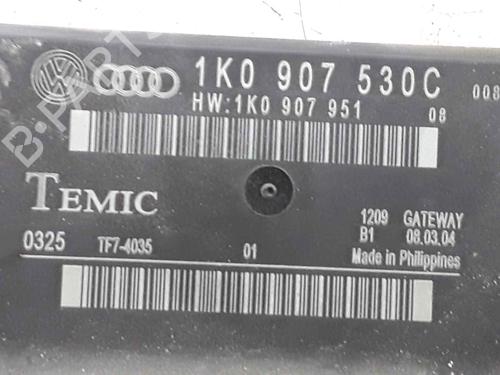 1K0 907 530C
008
HW:1K0 907 951
08
TEMIC
1209 GATEWAY
0325 TF7-4035 01 B1 08.03.04
Made in Philippines